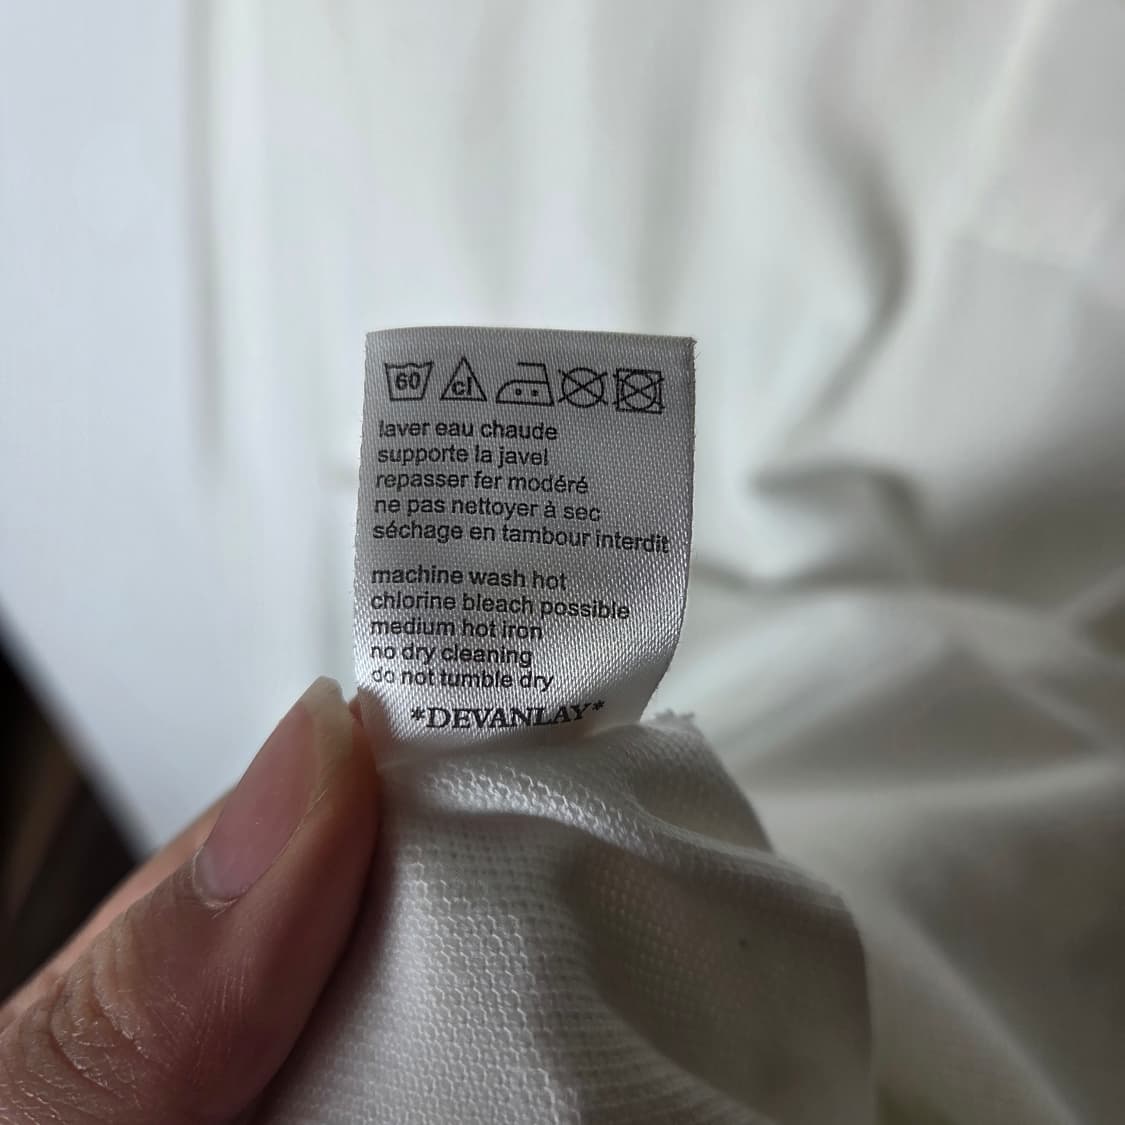 60 cl
laver eau chaude
supporte la javel
repasser fer modéré
ne pas nettoyer à sec
séchage en tambour interdit
machine wash hot
chlorine bleach possible
medium hot iron
no dry cleaning
do not tumble dry
*DEVANLAY*